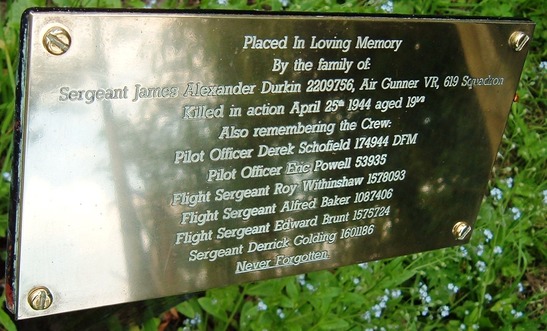 Placed In Loving Memory
By the family of:
Sergeant James Alexander Durkin 2209756, Air Gunner VR, 619 Squadron
Killed in action April 25th 1944 aged 19yrs
Also remembering the Crew:
Pilot Officer Derek Schofield 174944 DFM
Pilot Officer Eric Powell 53935
Flight Sergeant Roy Withinshaw 1578093
Flight Sergeant Alfred Baker 1087406
Flight Sergeant Edward Brunt 1575724
Sergeant Derrick Golding 1601186
Never Forgotten.